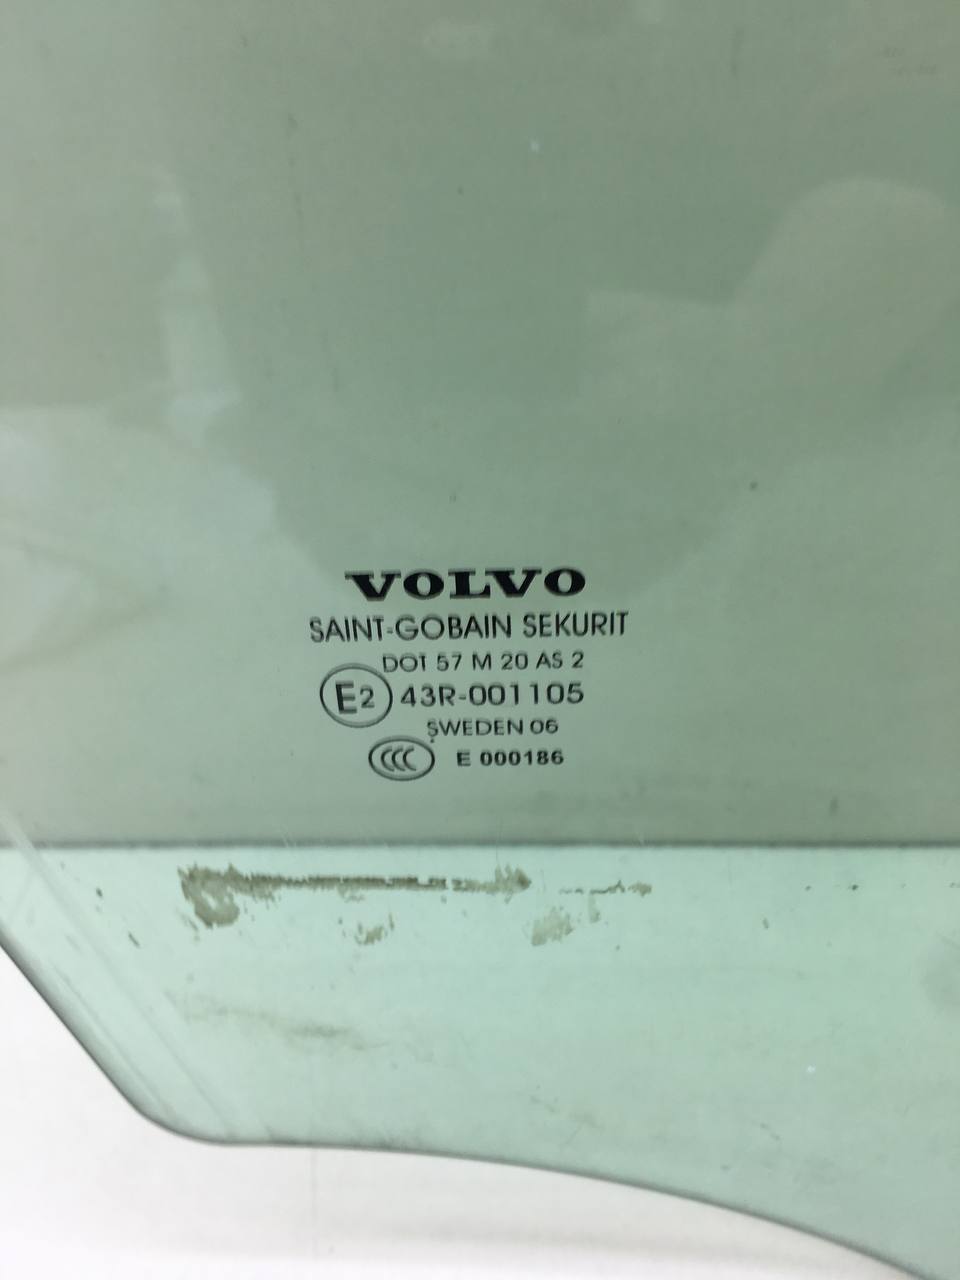 VOLVO
SAINT-GOBAIN SEKURIT
DOT 57 M 20 AS 2
E2 43R-001105
SWEDEN 06
CCC E 000186